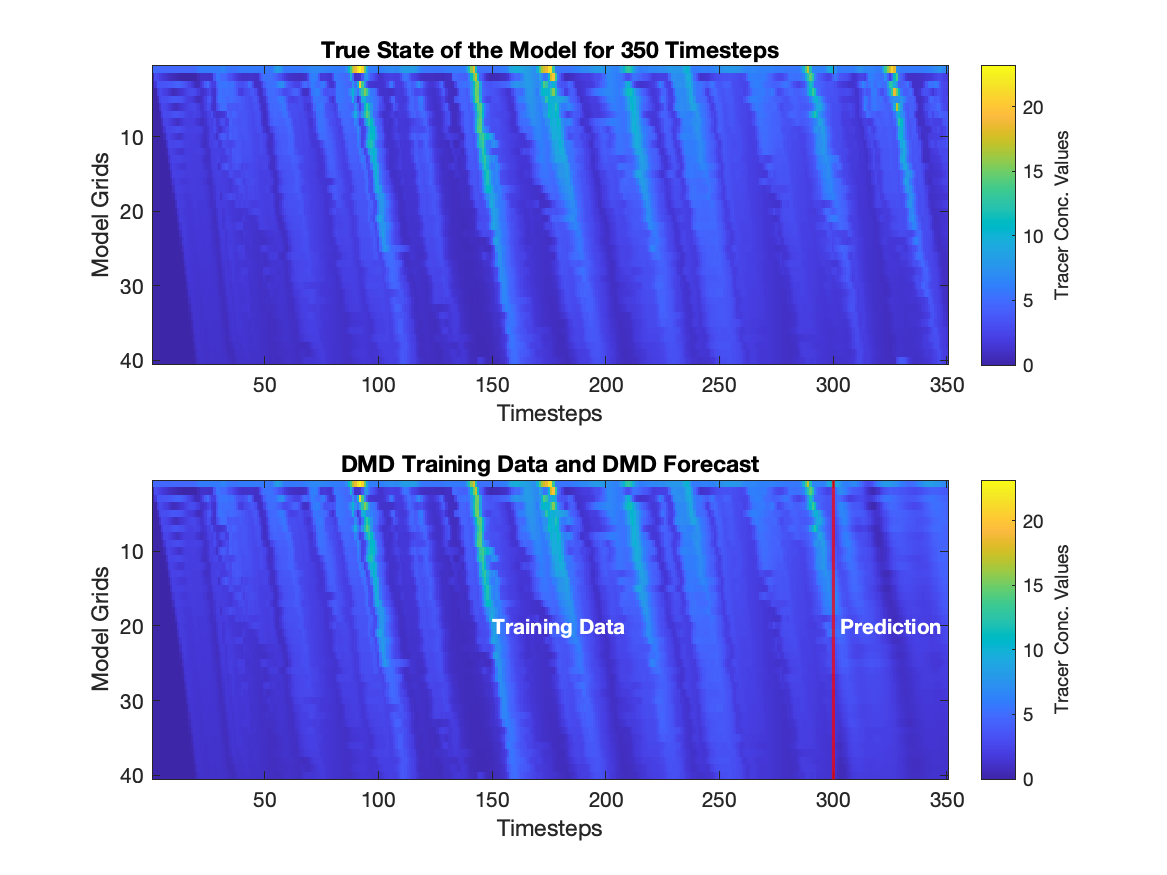 True State of the Model for 350 Timesteps
10
20
30
40
Model Grids
50 100 150 200 250 300 350
Timesteps
0
5
10
15
20
Tracer Conc. Values
DMD Training Data and DMD Forecast
10
20
30
40
Model Grids
Training Data
Prediction
50 100 150 200 250 300 350
Timesteps
0
5
10
15
20
Tracer Conc. Values